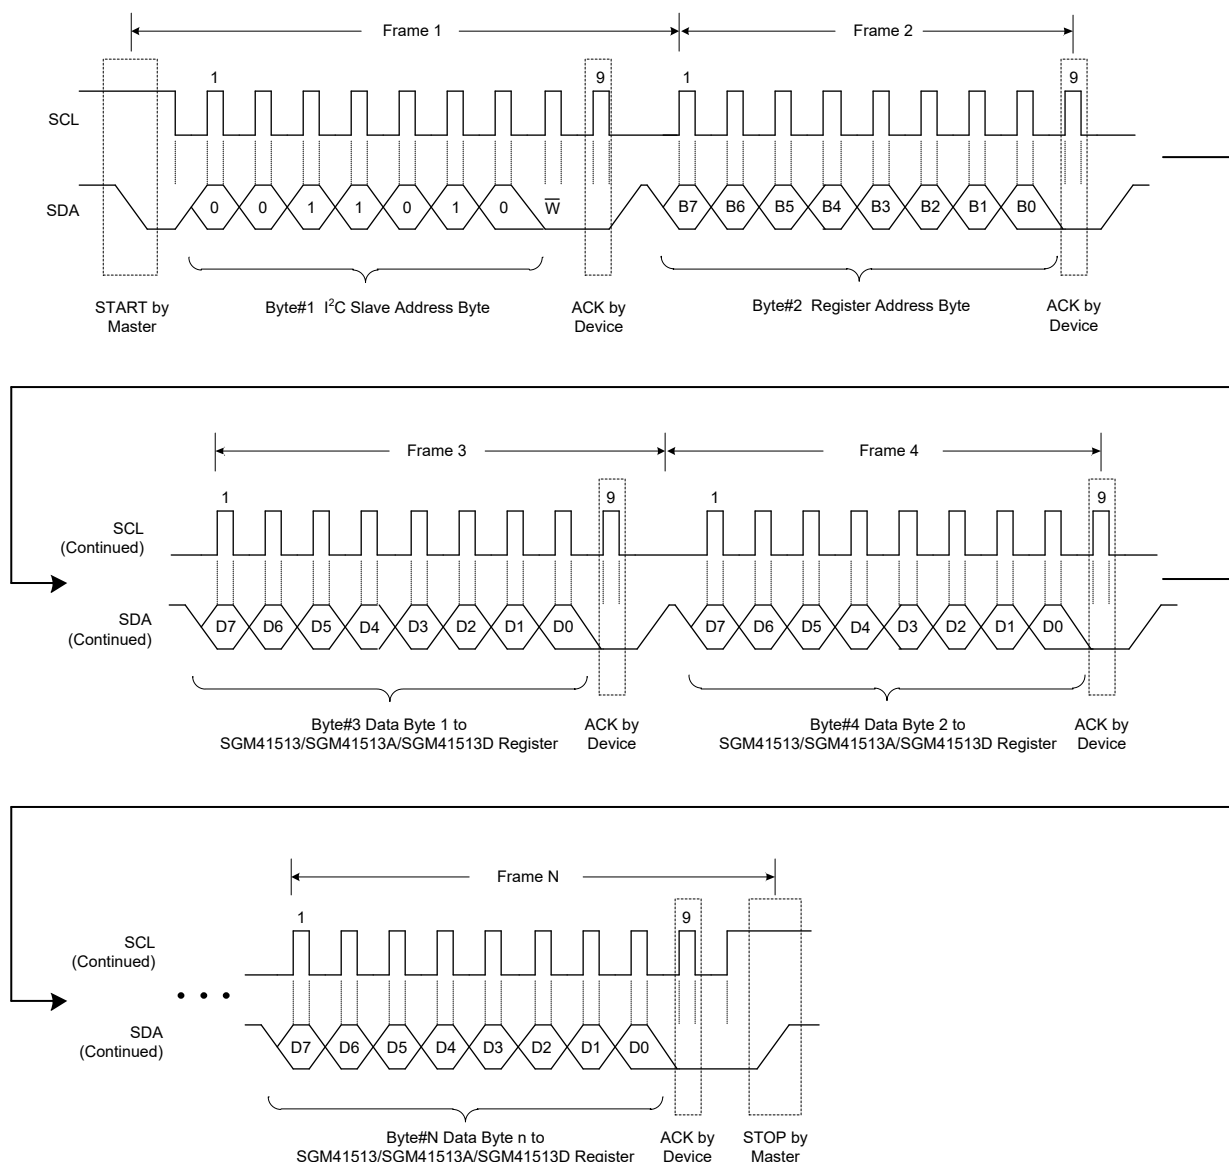 Frame 1 Frame 2
1 9 1 9
SCL
SDA 0 0 1 1 0 1 0 W̅ B7 B6 B5 B4 B3 B2 B1 B0
START by Master
Byte#1 I²C Slave Address Byte
ACK by Device
Byte#2 Register Address Byte
ACK by Device
Frame 3 Frame 4
1 9 1 9
SCL
(Continued)
SDA
(Continued)
D7 D6 D5 D4 D3 D2 D1 D0 D7 D6 D5 D4 D3 D2 D1 D0
Byte#3 Data Byte 1 to
SGM41513/SGM41513A/SGM41513D Register
ACK by
Device
Byte#4 Data Byte 2 to
SGM41513/SGM41513A/SGM41513D Register
ACK by
Device
Frame N
1 9
SCL
(Continued)
• • •
SDA
(Continued)
D7 D6 D5 D4 D3 D2 D1 D0
Byte#N Data Byte n to
SGM41513/SGM41513A/SGM41513D Register
ACK by
Device
STOP by
Master